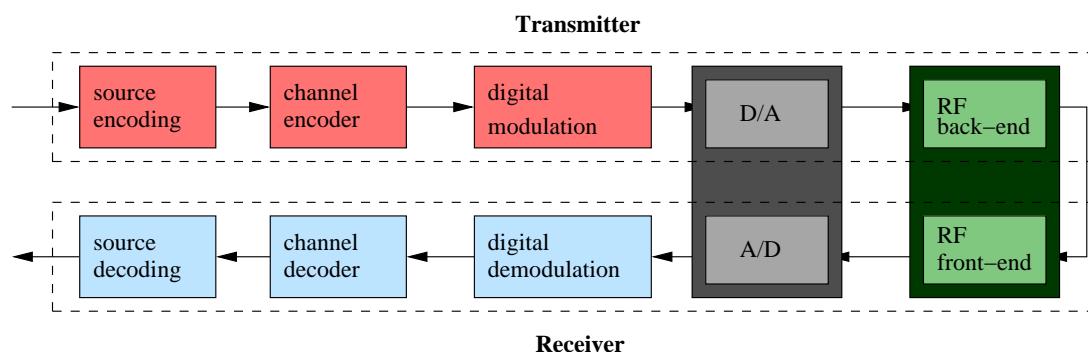 Transmitter
source
encoding
channel
encoder
digital
modulation
D/A
RF
back−end
source
decoding
channel
decoder
digital
demodulation
A/D
RF
front−end
Receiver